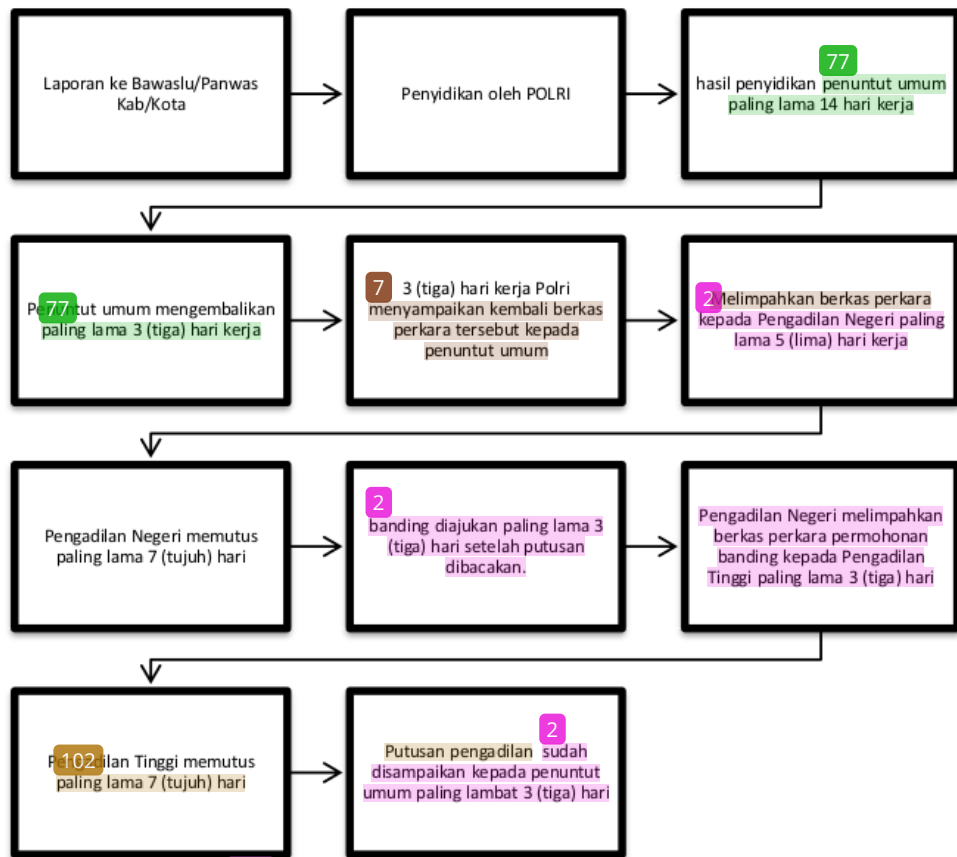 Laporan ke Bawaslu/Panwas
Kab/Kota
Penyidikan oleh POLRI
77
hasil penyidikan penuntut umum
paling lama 14 hari kerja
77
umum mengembalikan
paling lama 3 (tiga) hari kerja
7
3 (tiga) hari kerja Polri
menyampaikan kembali berkas
perkara tersebut kepada
penuntut umum
2
Melimpahkan berkas perkara
kepada Pengadilan Negeri paling
lama 5 (lima) hari kerja
Pengadilan Negeri memutus
paling lama 7 (tujuh) hari
2
banding diajukan paling lama 3
(tiga) hari setelah putusan
dibacakan.
Pengadilan Negeri melimpahkan
berkas perkara permohonan
banding kepada Pengadilan
Tinggi paling lama 3 (tiga) hari
102
Tinggi memutus
paling lama 7 (tujuh) hari
2
Putusan pengadilan sudah
disampaikan kepada penuntut
umum paling lambat 3 (tiga) hari